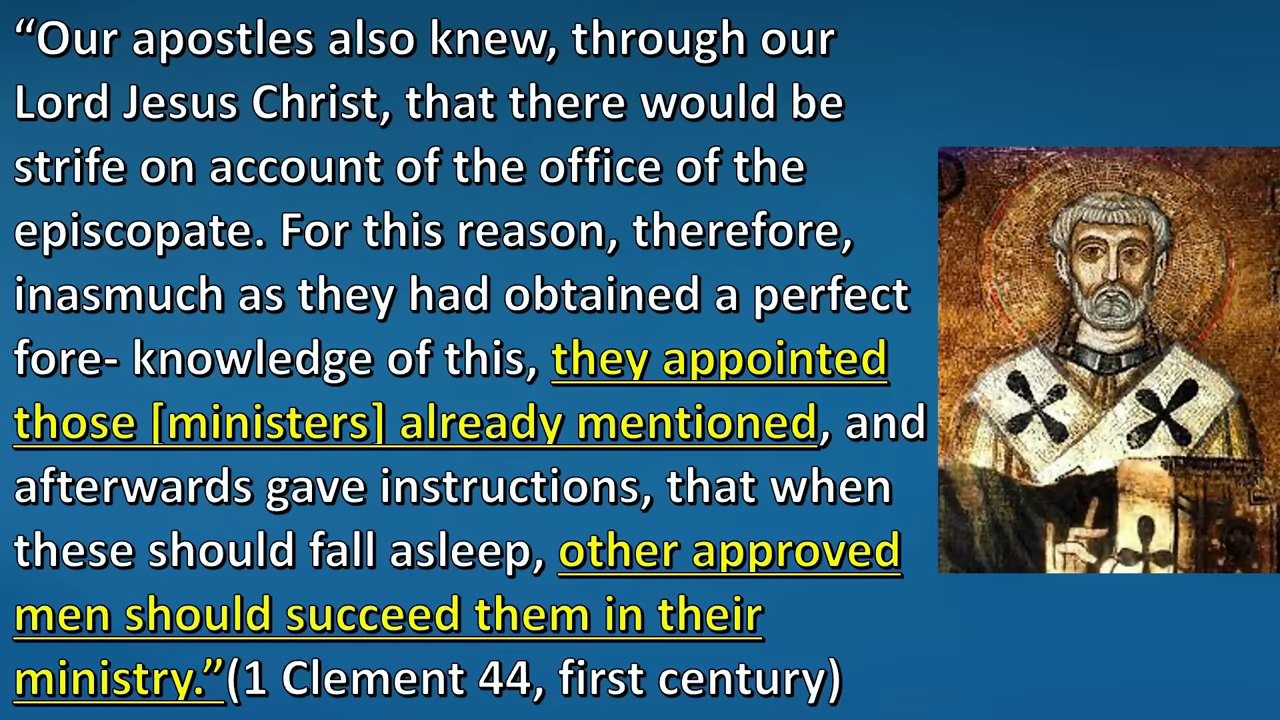 “Our apostles also knew, through our
Lord Jesus Christ, that there would be
strife on account of the office of the
episcopate. For this reason, therefore,
inasmuch as they had obtained a perfect
fore- knowledge of this, they appointed
those [ministers] already mentioned, and
afterwards gave instructions, that when
these should fall asleep, other approved
men should succeed them in their
ministry.”(1 Clement 44, first century)